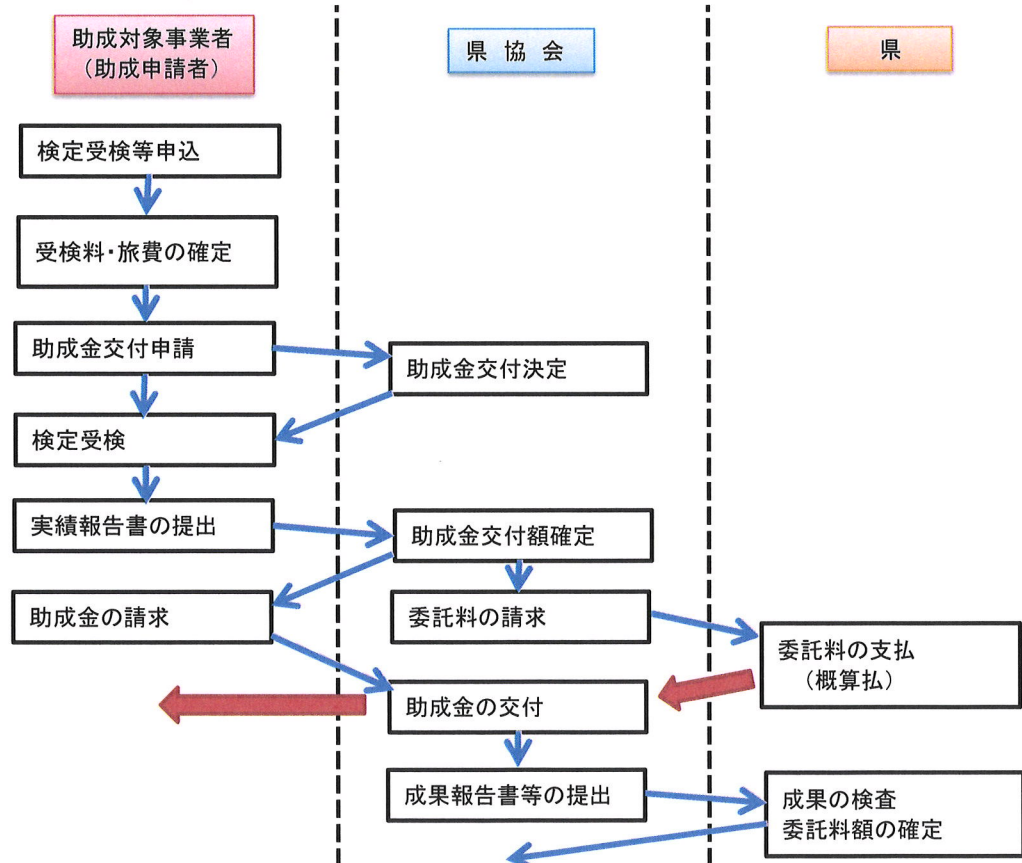 助成対象事業者
（助成申請者）
県 協 会
県
検定受検等申込
受検料・旅費の確定
助成金交付申請
助成金交付決定
検定受検
実績報告書の提出
助成金交付額確定
助成金の請求
委託料の請求
委託料の支払
（概算払）
助成金の交付
成果報告書等の提出
成果の検査
委託料額の確定